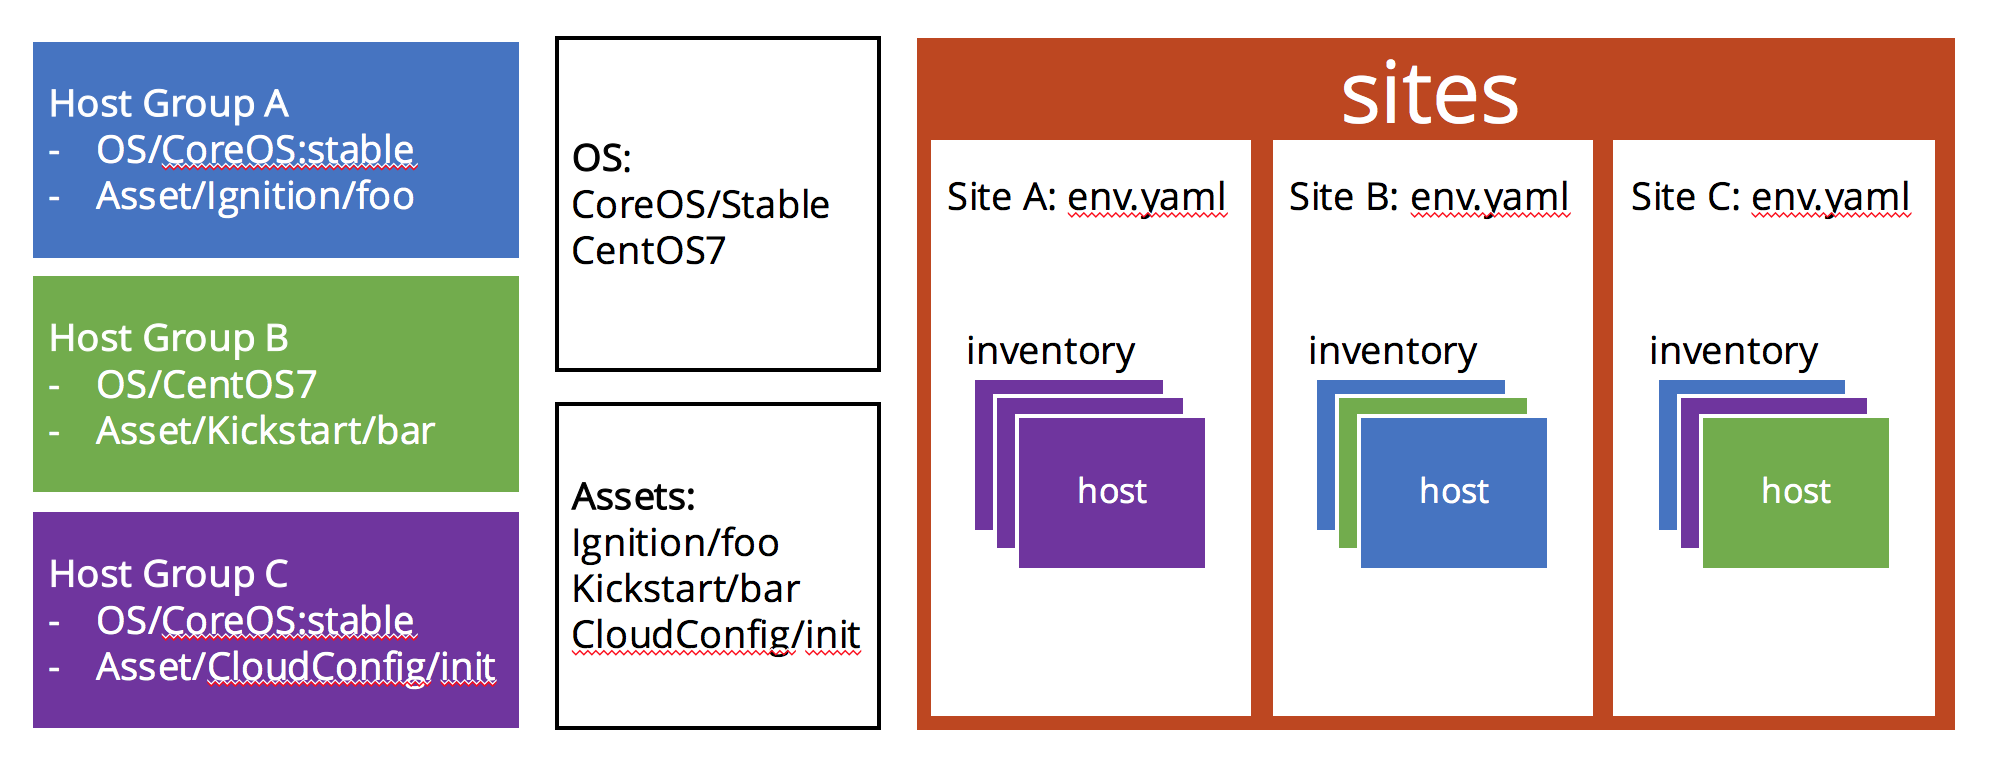 Host Group A
- OS/CoreOS:stable
- Asset/Ignition/foo
Host Group B
- OS/CentOS7
- Asset/Kickstart/bar
Host Group C
- OS/CoreOS:stable
- Asset/CloudConfig/init
OS:
CoreOS/Stable
CentOS7
Assets:
Ignition/foo
Kickstart/bar
CloudConfig/init
sites
Site A: env.yaml
inventory
host
Site B: env.yaml
inventory
host
Site C: env.yaml
inventory
host